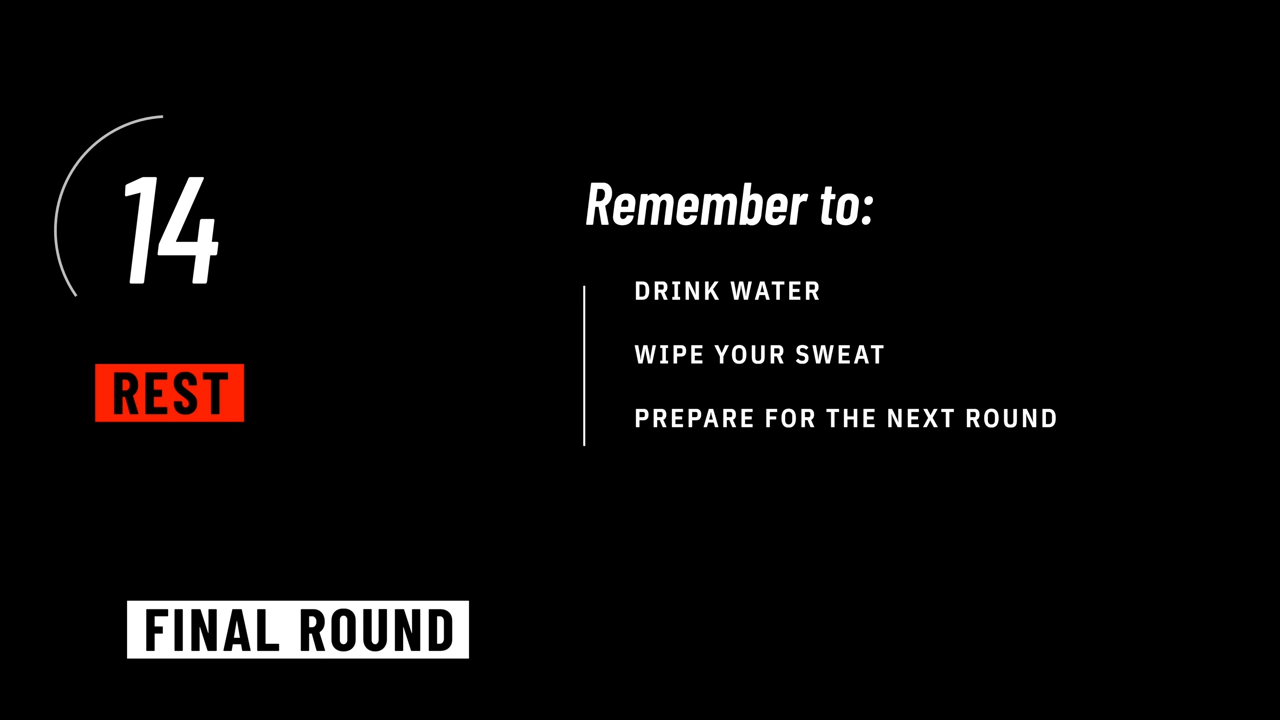 14
REST
Remember to:
DRINK WATER
WIPE YOUR SWEAT
PREPARE FOR THE NEXT ROUND
FINAL ROUND